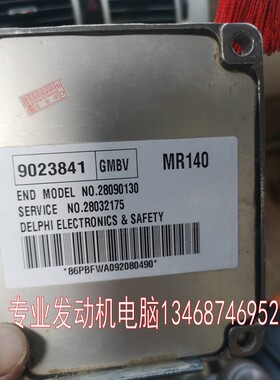 9023841 GMBV MR140
END MODEL NO.28090130
SERVICE NO.28032175
DELPHI ELECTRONICS & SAFETY
*86PBFWA092080490*
专业发动机电脑13468746952